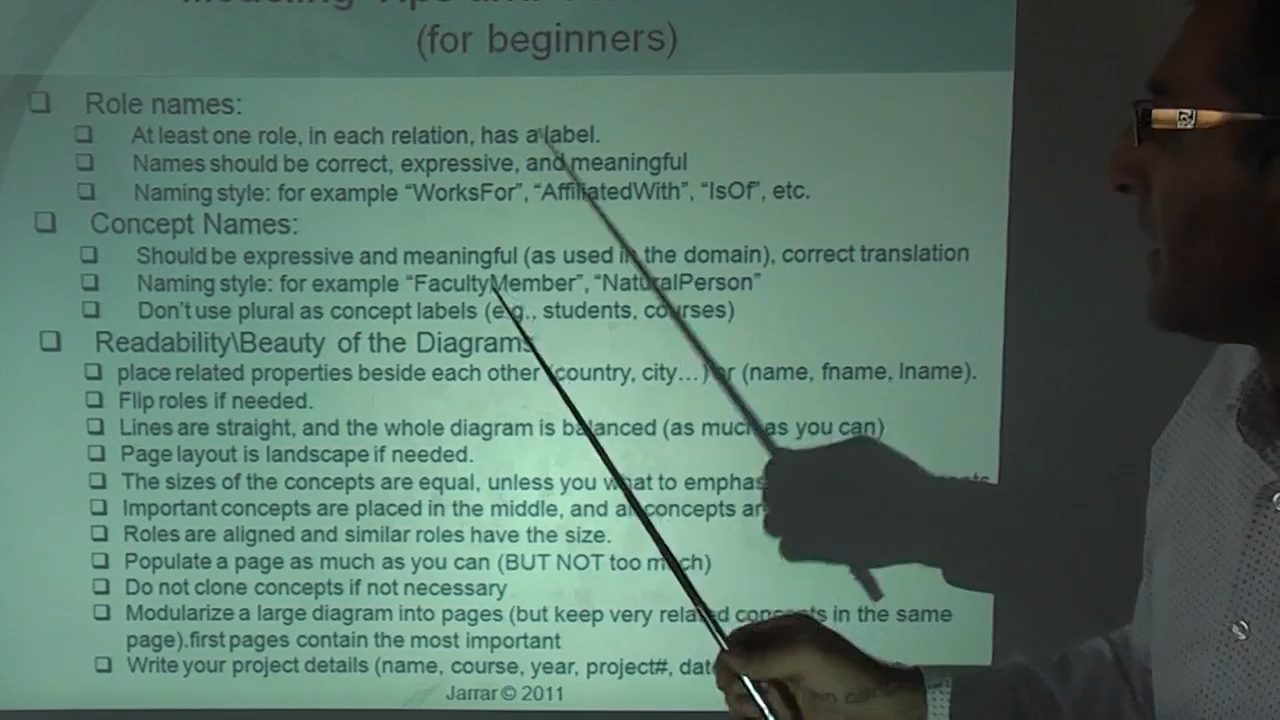 (for beginners)
❑ Role names:
❑ At least one role, in each relation, has a label.
❑ Names should be correct, expressive, and meaningful
❑ Naming style: for example “WorksFor”, “AffiliatedWith”, “IsOf”, etc.
❑ Concept Names:
❑ Should be expressive and meaningful (as used in the domain), correct translation
❑ Naming style: for example “FacultyMember”, “NaturalPerson”
❑ Don’t use plural as concept labels (e.g., students, courses)
❑ Readability\Beauty of the Diagrams
❑ place related properties beside each other (country, city…) or (name, fname, lname).
❑ Flip roles if needed.
❑ Lines are straight, and the whole diagram is balanced (as much as you can)
❑ Page layout is landscape if needed.
❑ The sizes of the concepts are equal, unless you what to
❑ Important concepts are placed in the middle, and all concepts
❑ Roles are aligned and similar roles have the size.
❑ Populate a page as much as you can (BUT NOT too much)
❑ Do not clone concepts if not necessary
❑ Modularize a large diagram into pages (but keep very related concepts in the same
page).first pages contain the most important
❑ Write your project details (name, course, year, project#,
Jarrar © 2011